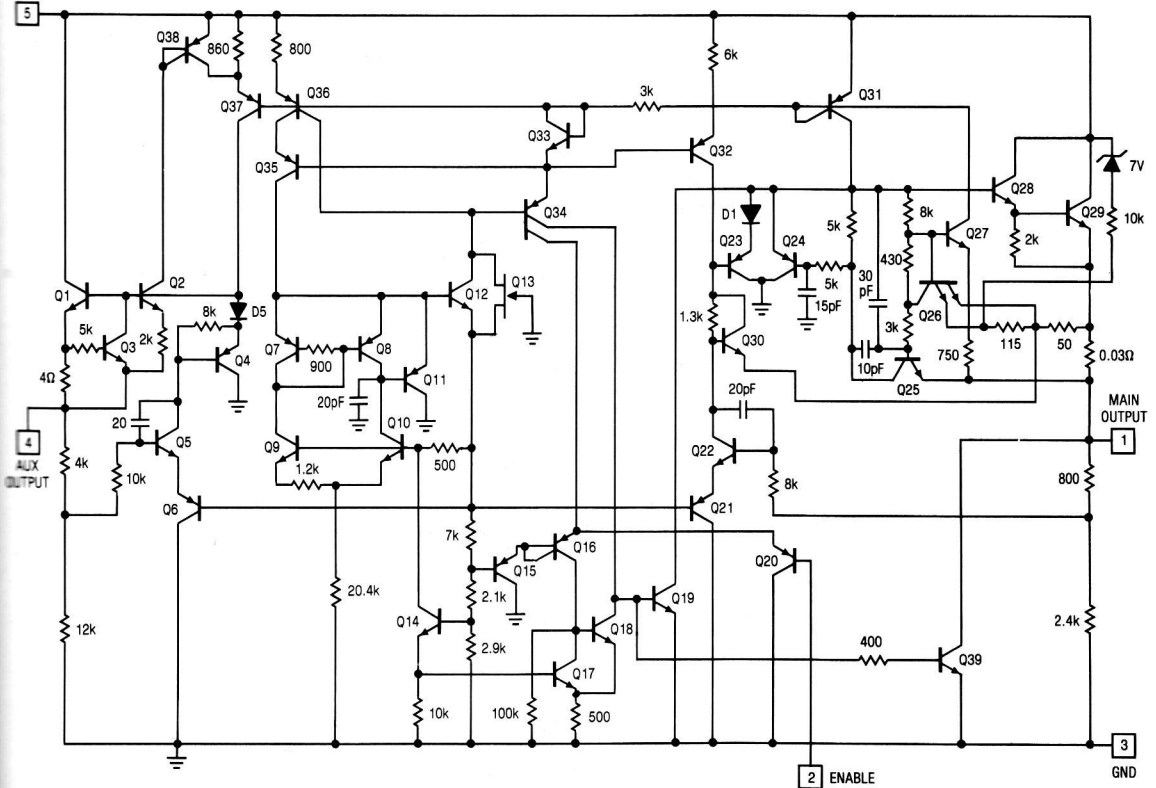 5
Q38
860
800
Q36
6k
Q37
3k
Q31
Q33
Q35
Q32
7V
Q34
Q28
D1
8k
Q29
10k
Q23
Q24
5k
Q27
2k
430
Q1
Q2
Q12
Q13
5k
30
pF
D5
8k
15pF
5k
Q3
2k
1.3k
Q26
Q4
Q7
Q8
Q30
3k
115
50
900
750
0.03Ω
4Ω
Q11
10pF
Q25
20pF
20pF
MAIN
OUTPUT
20
1
4
Q5
Q9
Q10
AUX
OUTPUT
4k
500
Q22
10k
1.2k
8k
800
Q6
Q21
7k
Q16
Q20
Q15
20.4k
2.1k
Q19
Q14
Q18
12k
2.9k
2.4k
400
Q17
Q39
10k
100k
500
3
GND
2 ENABLE